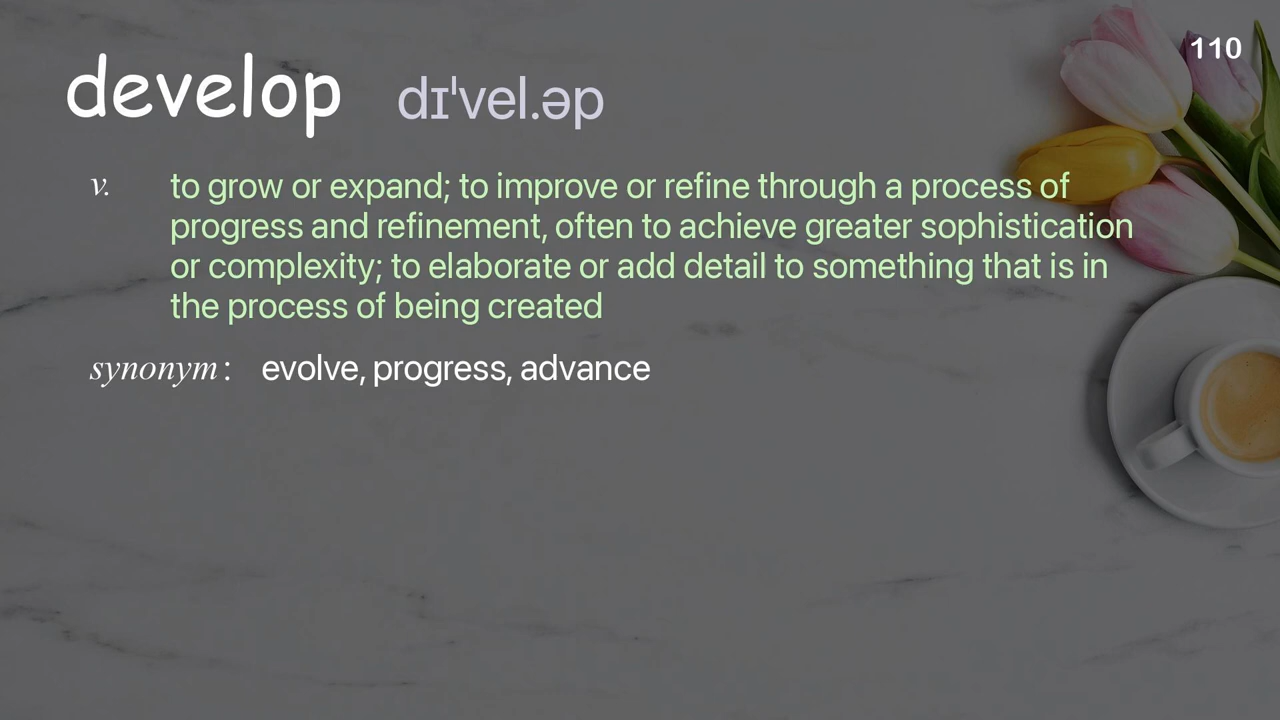 110
develop dɪˈvel.əp
v. to grow or expand; to improve or refine through a process of
progress and refinement, often to achieve greater sophistication
or complexity; to elaborate or add detail to something that is in
the process of being created
synonym: evolve, progress, advance